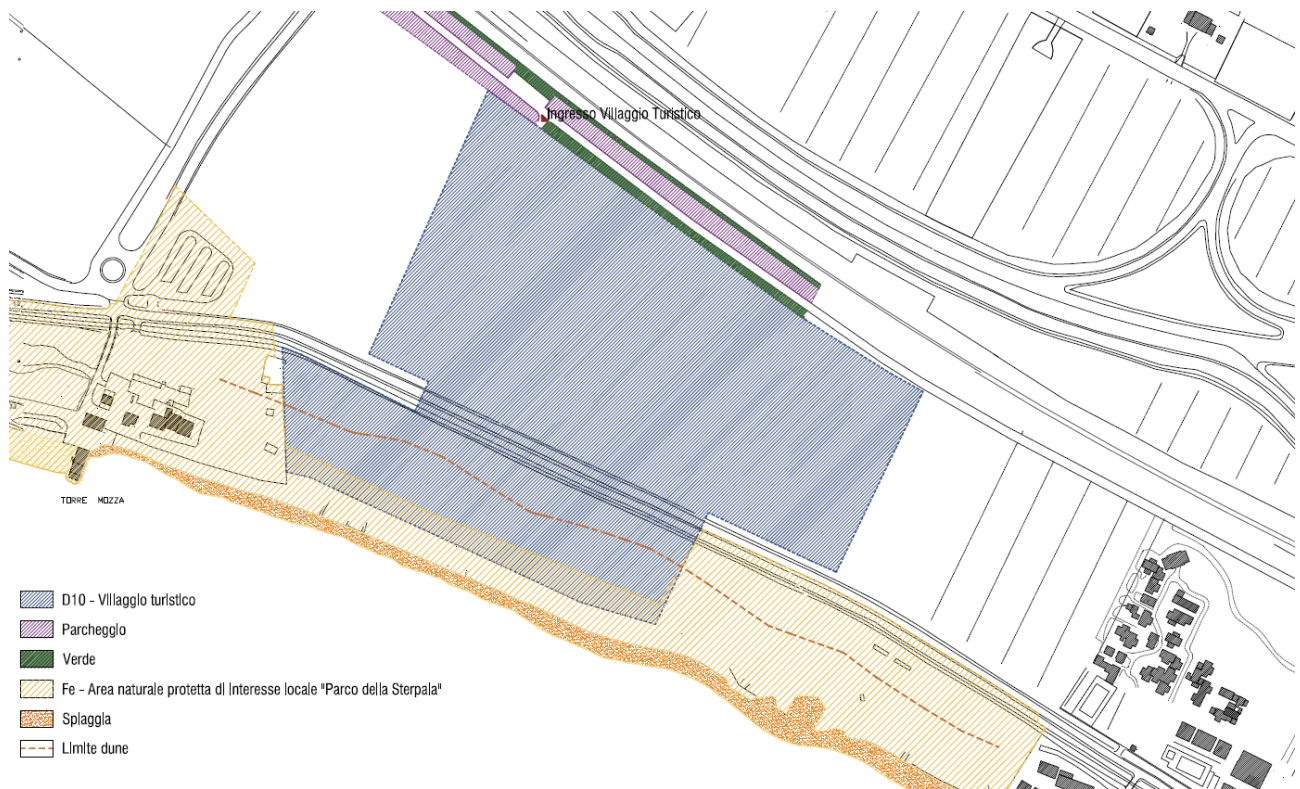 Ingresso Villaggio Turistico
TORRE MOZZA
D10 - Villaggio turistico
Parcheggio
Verde
Fe - Area naturale protetta di Interesse locale "Parco della Sterpaia"
Spiaggia
Limite dune